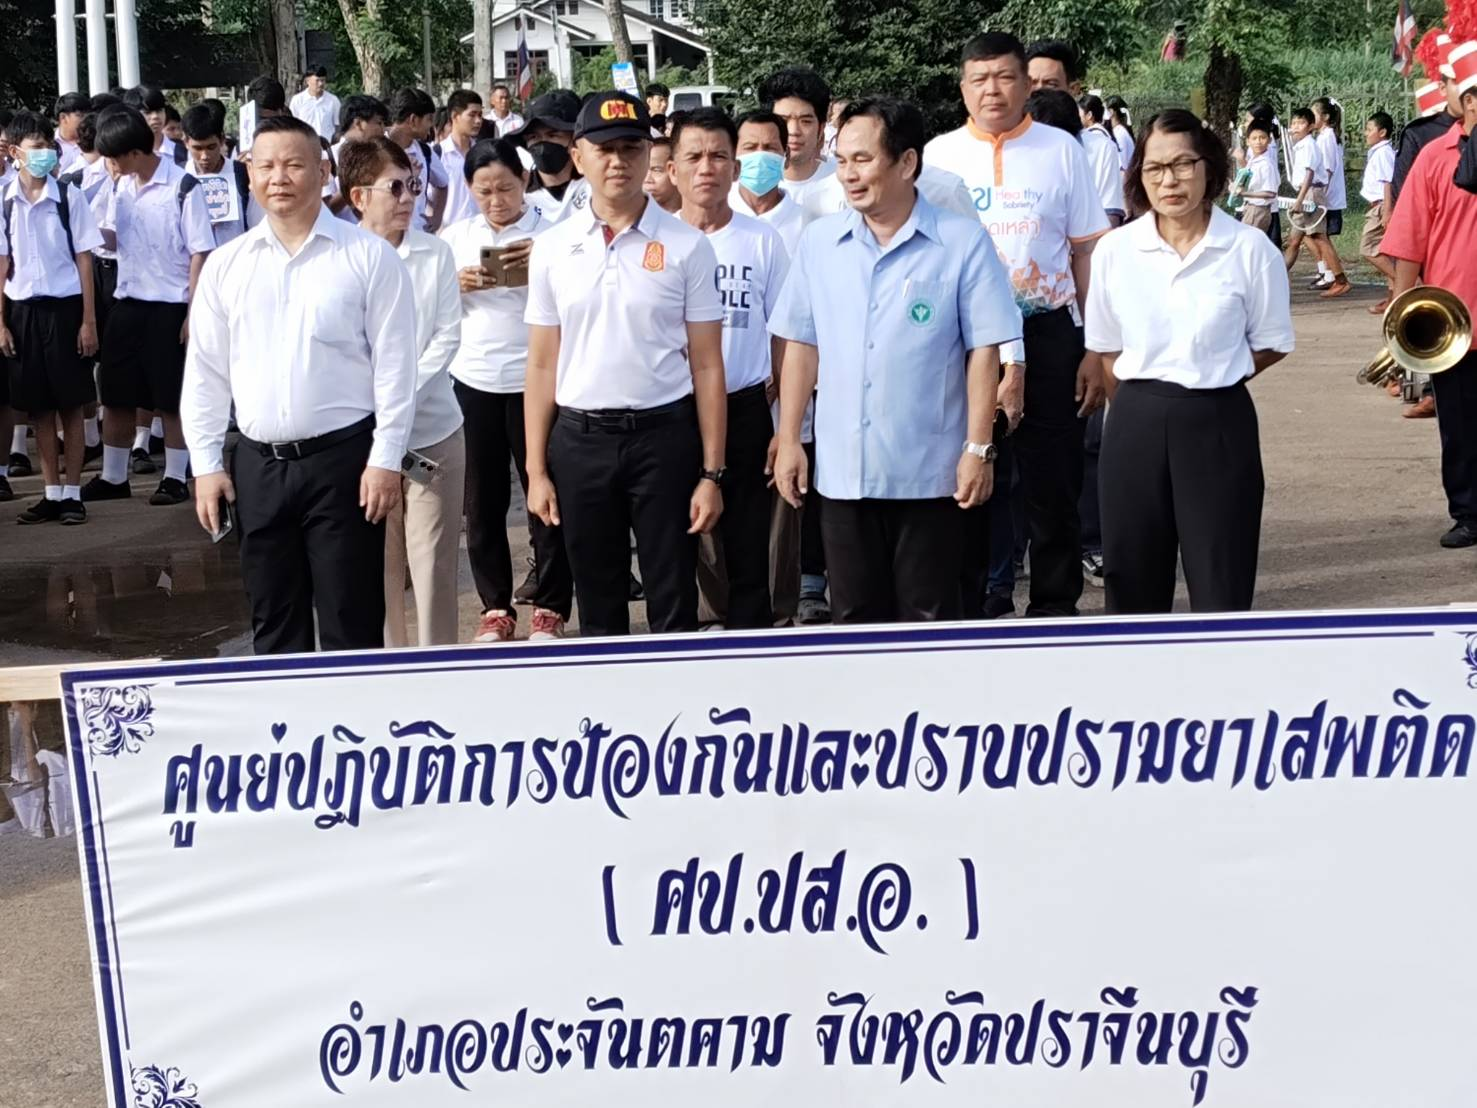 Healthy
Sobriety
ศูนย์ปฏิบัติการป้องกันและปราบปรามยาเสพติด
( ศป.ปส.อ. )
อำเภอประจันตคาม จังหวัดปราจีนบุรี